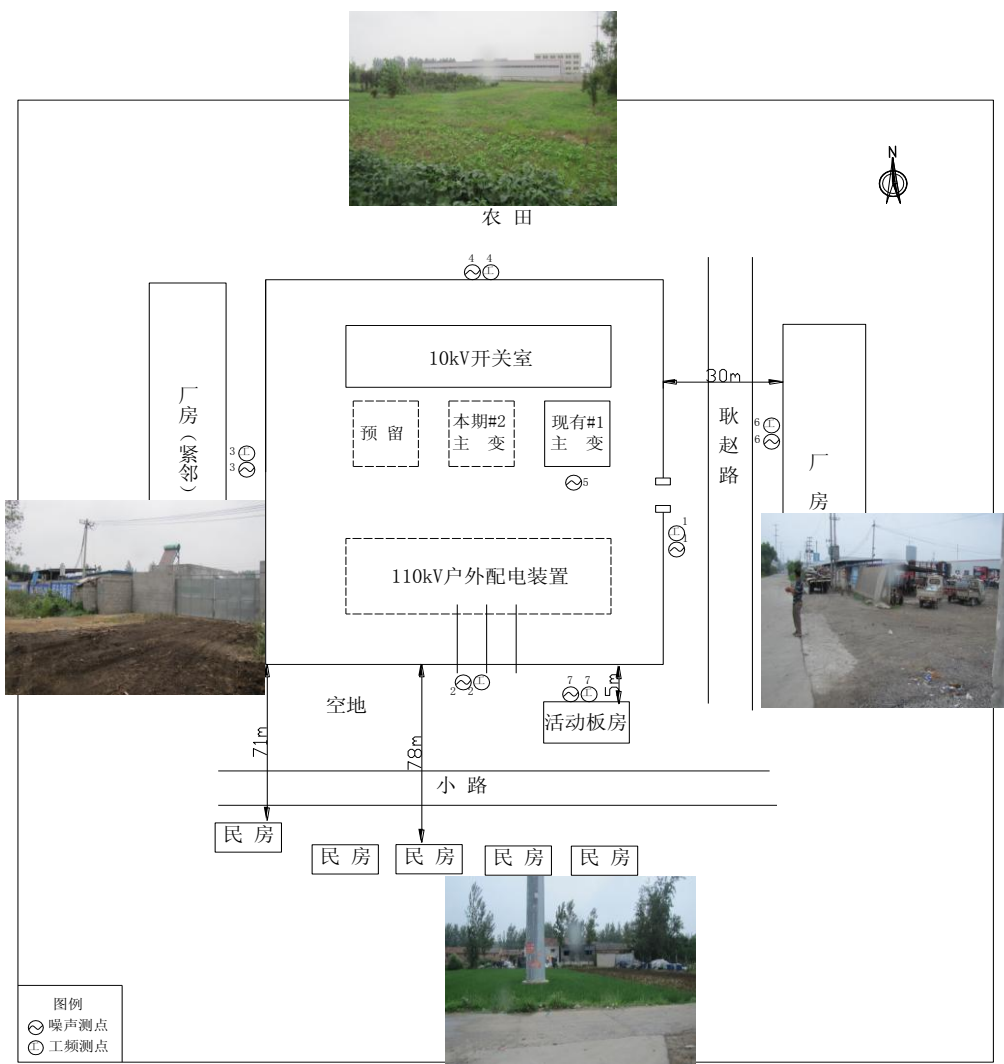 农 田
N
4 4
10kV开关室
预 留
本期#2
主 变
现有#1
主 变
5
厂房（紧邻）
3
3
30m
耿赵路
6
6
厂房
1
1
110kV户外配电装置
2 2
7 7
5m
活动板房
空地
71m
78m
小 路
民 房
民 房
民 房
民 房
民 房
图例
噪声测点
工 工频测点